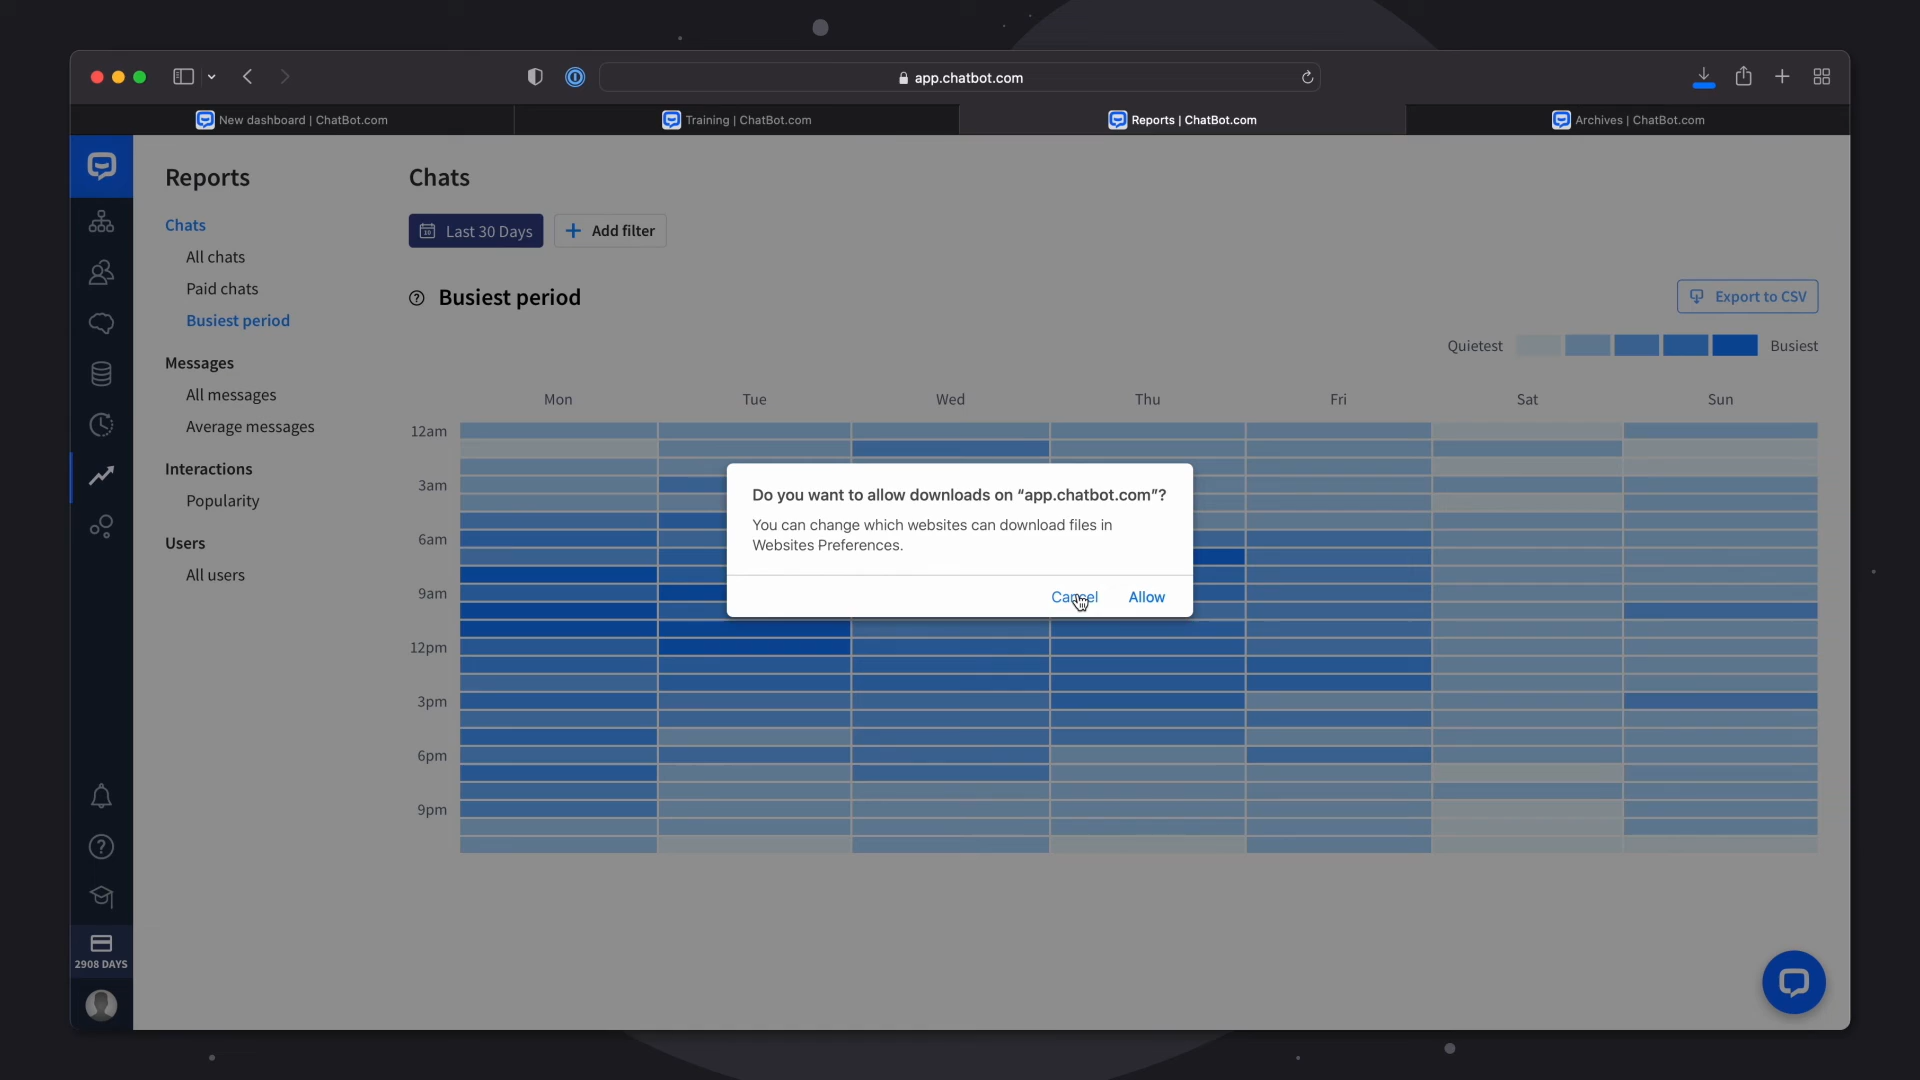 app.chatbot.com
New dashboard | ChatBot.com
Training | ChatBot.com
Reports | ChatBot.com
Archives | ChatBot.com
Reports
Chats
All chats
Paid chats
Busiest period
Messages
All messages
Average messages
Interactions
Popularity
Users
All users
2908 DAYS
Chats
Last 30 Days
Add filter
Busiest period
Export to CSV
Quietest
Busiest
Mon Tue Wed Thu Fri Sat Sun
12am
3am
6am
9am
12pm
3pm
6pm
9pm
Do you want to allow downloads on “app.chatbot.com”?
You can change which websites can download files in
Websites Preferences.
Cancel Allow